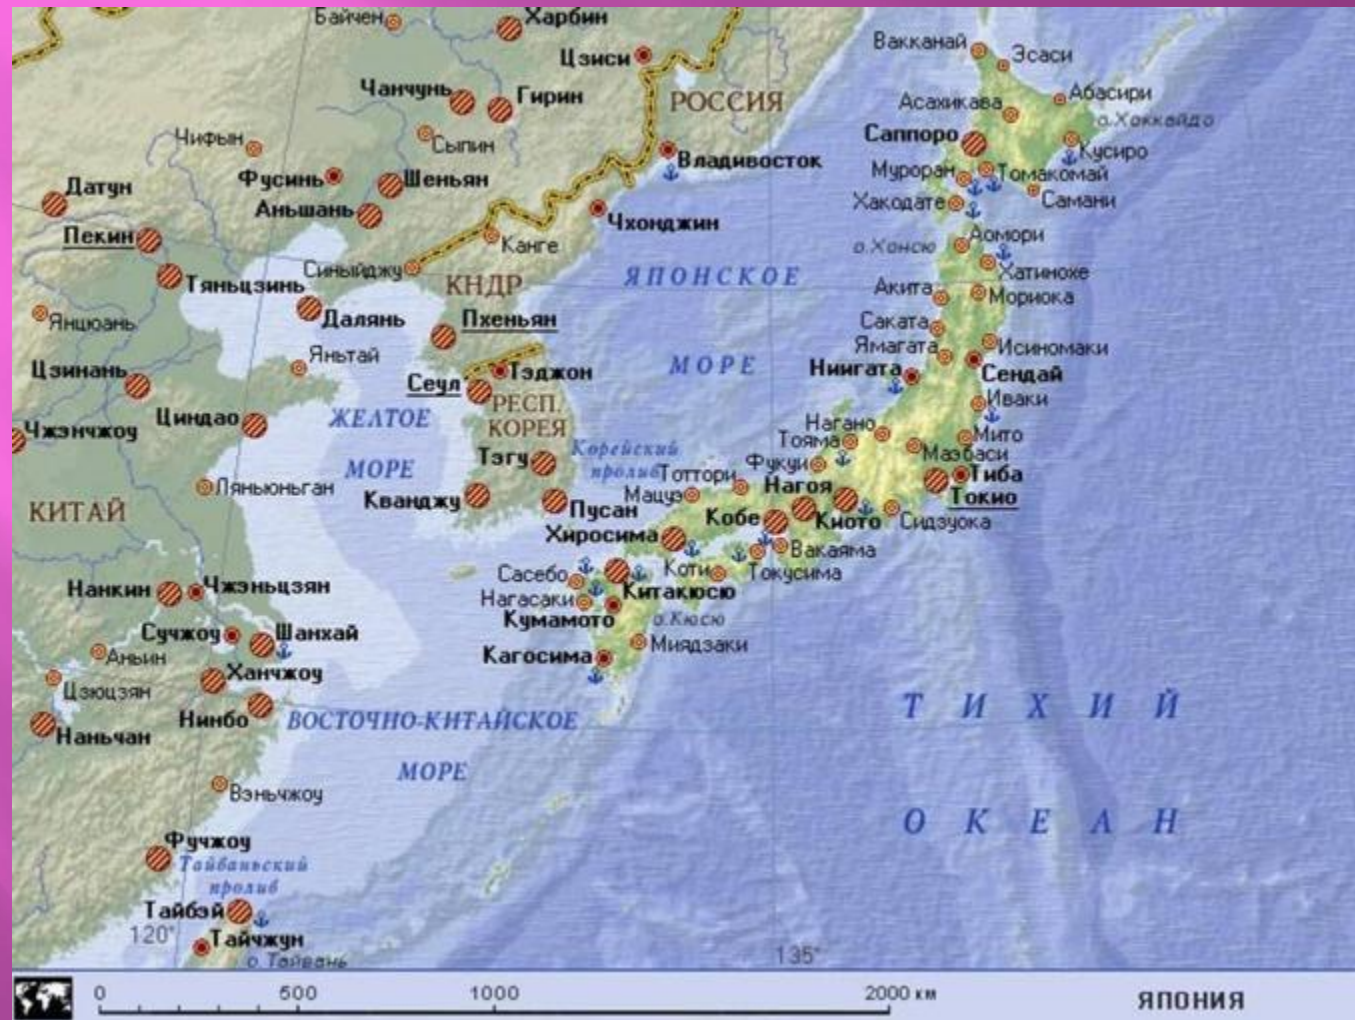 Байчен
Харбин
Вакканай
Эсаси
Цзиси
Чанчунь
Гирин
РОССИЯ
Асахикава
Абасири
о.Хоккайдо
Чифын
Сыпин
Саппоро
Кусиро
Владивосток
Датун
Фусинь
Шеньян
Муроран
Томакомай
Аньшань
Хакодате
Самани
Чхонджин
Пекин
Канге
о.Хонсю
Аомори
Синыйджу
ЯПОНСКОЕ
Хатинохе
Тяньцзинь
КНДР
Акита
Мориока
Янцюань
Далянь
Пхеньян
Саката
Яньтай
МОРЕ
Ямагата
Исиномаки
Цзинань
Сеул
Тэджон
Ниигата
Сендай
Циндао
ЖЕЛТОЕ
РЕСП.
КОРЕЯ
Иваки
Чжэнчжоу
Нагано
Тояма
Мито
МОРЕ
Тэгу
Корейский
пролив
Фукуи
Маэбаси
Ляньюньган
Тоттори
Тиба
Кванджу
Мацуэ
Нагоя
Токио
КИТАЙ
Пусан
Кобе
Киото
Сидзуока
Хиросима
Вакаяма
Сасебо
Коти
Токусима
Нанкин
Чжэньцзян
Китакюсю
Нагасаки
Кумамото
о.Кюсю
Сучжоу
Шанхай
Миядзаки
Аньин
Кагосима
Ханчжоу
Цзюцзян
Нинбо
ВОСТОЧНО-КИТАЙСКОЕ
ТИХИЙ
Наньчан
МОРЕ
Вэньчжоу
ОКЕАН
Фучжоу
Тайваньский
пролив
Тайбэй
120°
Тайчжун
135°
о.Тайвань
0 500 1000 2000 км
ЯПОНИЯ